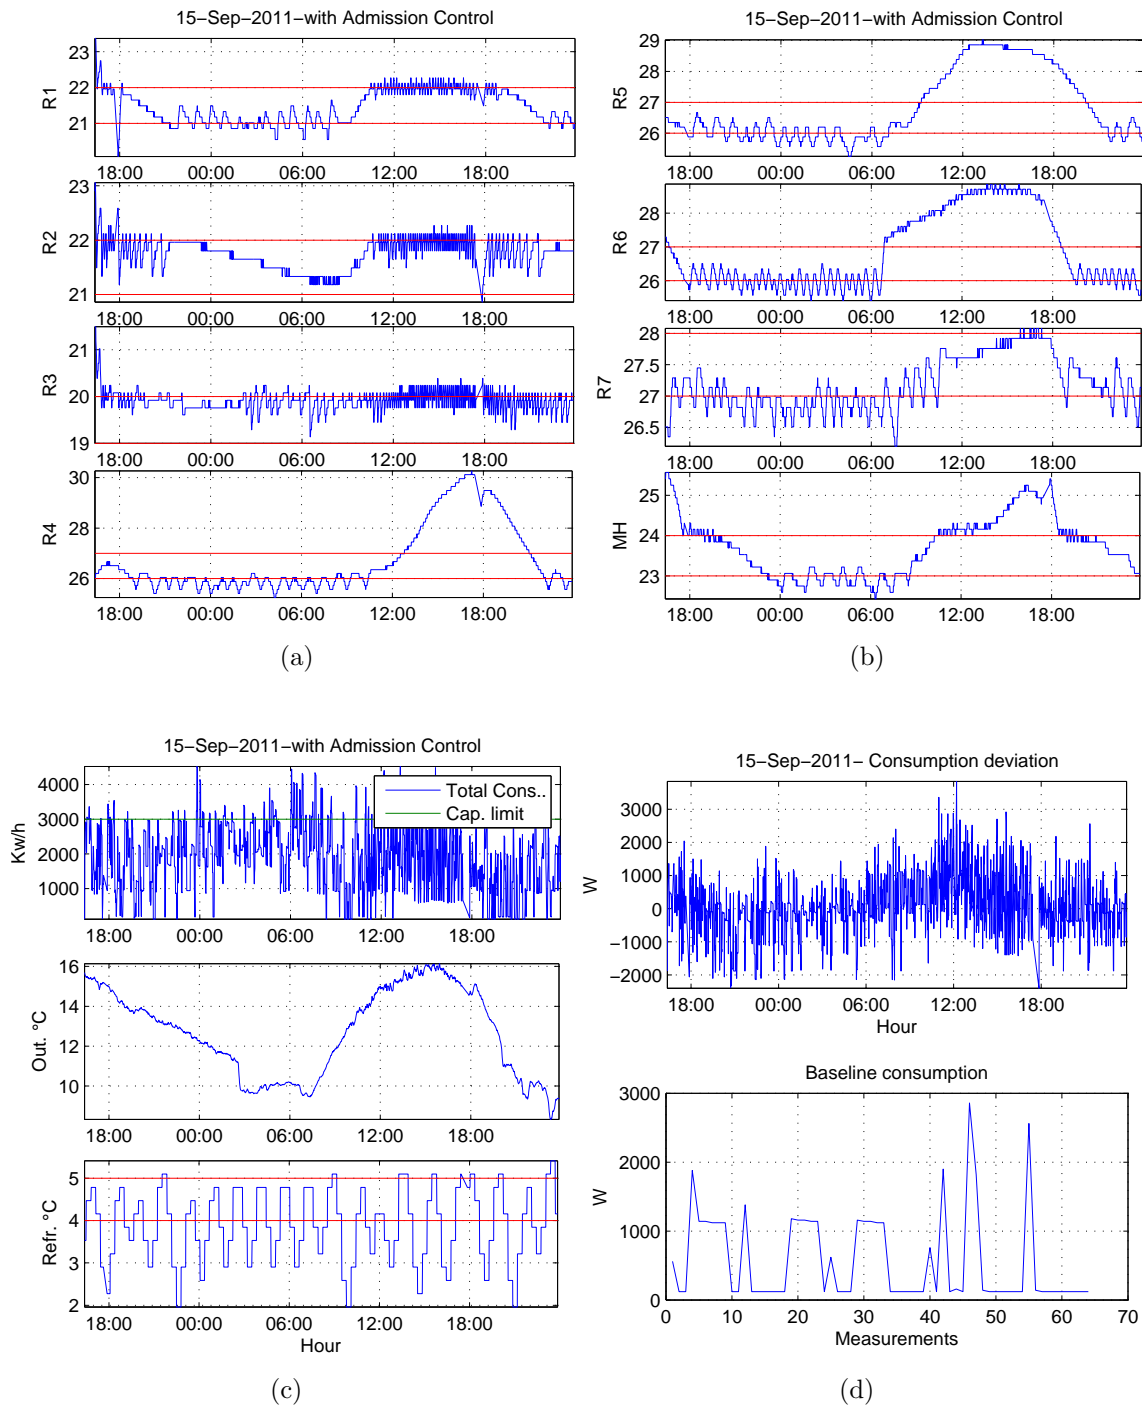 15-Sep-2011-with Admission Control
23
22
21
R1
18:00 00:00 06:00 12:00 18:00
23
22
21
R2
18:00 00:00 06:00 12:00 18:00
21
20
19
R3
18:00 00:00 06:00 12:00 18:00
30
28
26
R4
18:00 00:00 06:00 12:00 18:00
(a)
15-Sep-2011-with Admission Control
29
28
27
26
R5
18:00 00:00 06:00 12:00 18:00
28
27
26
R6
18:00 00:00 06:00 12:00 18:00
28
27.5
27
26.5
R7
18:00 00:00 06:00 12:00 18:00
25
24
23
MH
18:00 00:00 06:00 12:00 18:00
(b)
15-Sep-2011-with Admission Control
4000
3000
2000
1000
Kw/h
Total Cons..
Cap. limit
18:00 00:00 06:00 12:00 18:00
16
14
12
10
Out. °C
18:00 00:00 06:00 12:00 18:00
5
4
3
2
Refr. °C
18:00 00:00 06:00 12:00 18:00
Hour
(c)
15-Sep-2011- Consumption deviation
3000
2000
1000
0
-1000
-2000
W
18:00 00:00 06:00 12:00 18:00
Hour
Baseline consumption
3000
2000
1000
0
W
0 10 20 30 40 50 60 70
Measurements
(d)